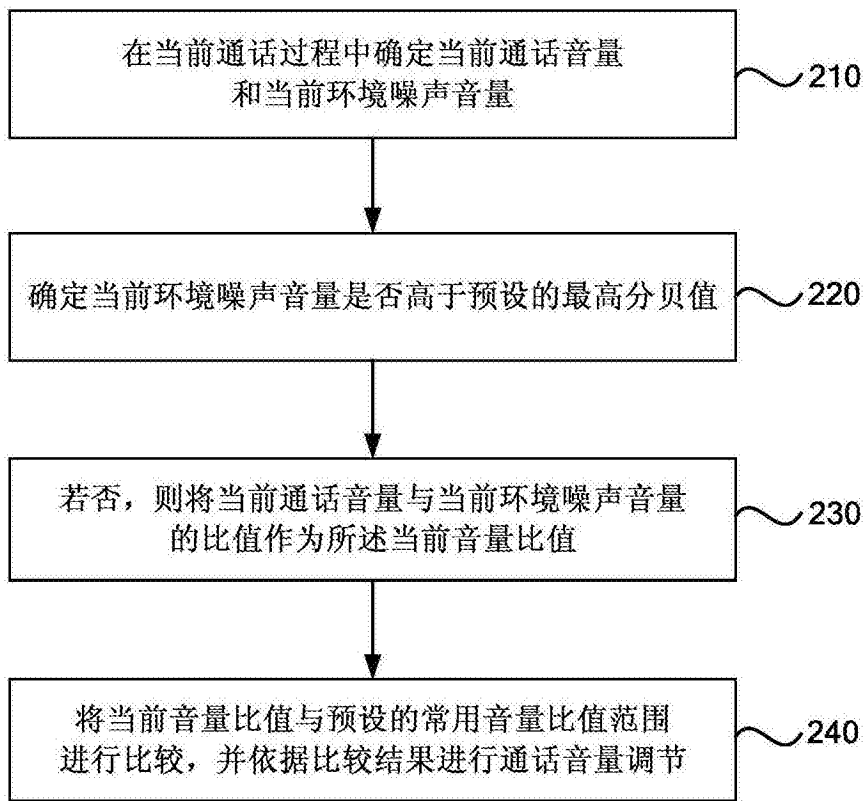 在当前通话过程中确定当前通话音量
和当前环境噪声音量
210
确定当前环境噪声音量是否高于预设的最高分贝值
220
若否，则将当前通话音量与当前环境噪声音量
的比值作为所述当前音量比值
230
将当前音量比值与预设的常用音量比值范围
进行比较，并依据比较结果进行通话音量调节
240